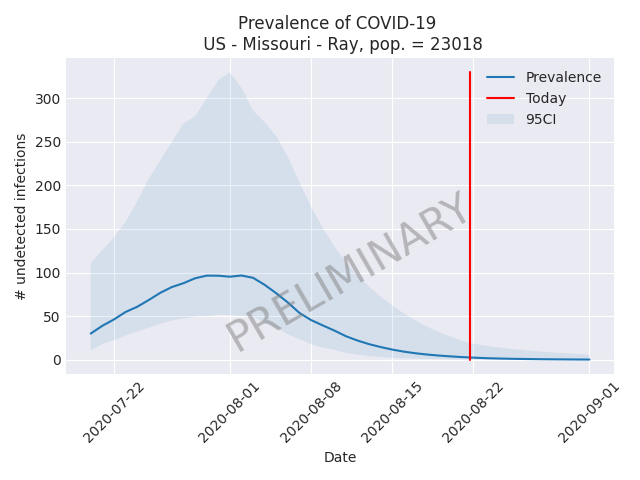 Prevalence of COVID-19
US - Missouri - Ray, pop. = 23018
Prevalence
Today
95CI
# undetected infections
300
250
200
150
100
50
0
PRELIMINARY
2020-07-22
2020-08-01
2020-08-08
2020-08-15
2020-08-22
2020-09-01
Date